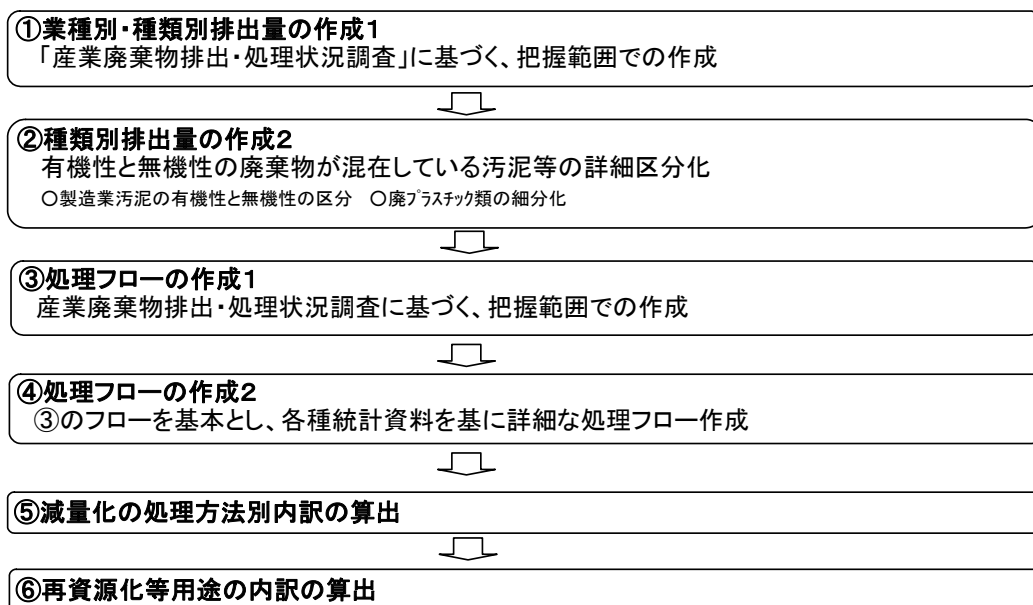 ①業種別・種類別排出量の作成1
「産業廃棄物排出・処理状況調査」に基づく、把握範囲での作成
②種類別排出量の作成2
有機性と無機性の廃棄物が混在している汚泥等の詳細区分化
○製造業汚泥の有機性と無機性の区分 ○廃ﾌﾟﾗｽﾁｯｸ類の細分化
③処理フローの作成1
産業廃棄物排出・処理状況調査に基づく、把握範囲での作成
④処理フローの作成2
③のフローを基本とし、各種統計資料を基に詳細な処理フロー作成
⑤減量化の処理方法別内訳の算出
⑥再資源化等用途の内訳の算出